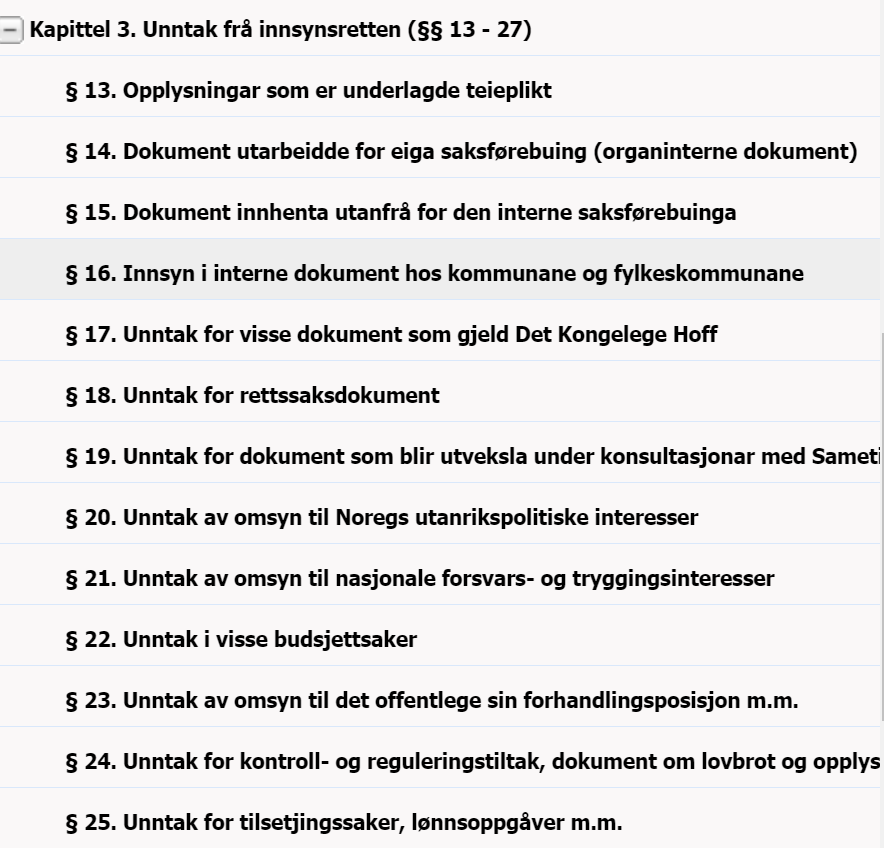 Kapittel 3. Unntak frå innsynsretten (§§ 13 - 27)
§ 13. Opplysningar som er underlagde teieplikt
§ 14. Dokument utarbeidde for eiga saksførebuing (organinterne dokument)
§ 15. Dokument innhenta utanfrå for den interne saksførebuinga
§ 16. Innsyn i interne dokument hos kommunane og fylkeskommunane
§ 17. Unntak for visse dokument som gjeld Det Kongelege Hoff
§ 18. Unntak for rettssaksdokument
§ 19. Unntak for dokument som blir utveksla under konsultasjonar med Sameti
§ 20. Unntak av omsyn til Noregs utanrikspolitiske interesser
§ 21. Unntak av omsyn til nasjonale forsvars- og tryggingsinteresser
§ 22. Unntak i visse budsjettsaker
§ 23. Unntak av omsyn til det offentlege sin forhandlingsposisjon m.m.
§ 24. Unntak for kontroll- og reguleringstiltak, dokument om lovbrot og opplys
§ 25. Unntak for tilsetjingssaker, lønnsoppgåver m.m.